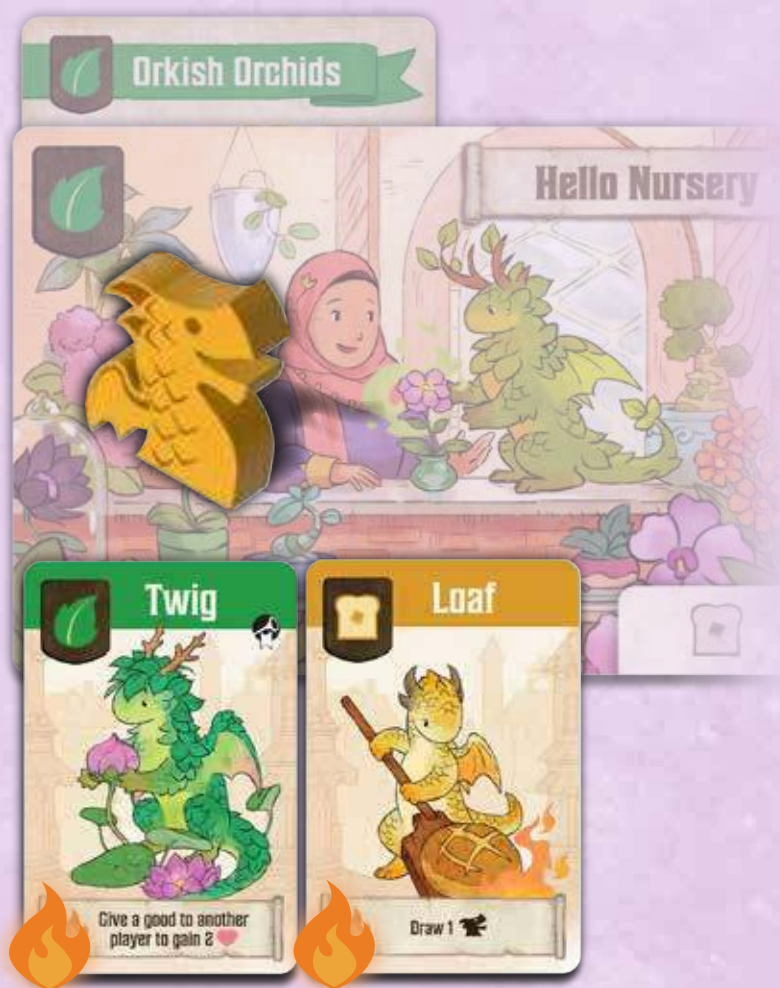 Orkish Orchids
Hello Nursery
Twig
Loaf
Give a good to another
player to gain 2
Draw 1